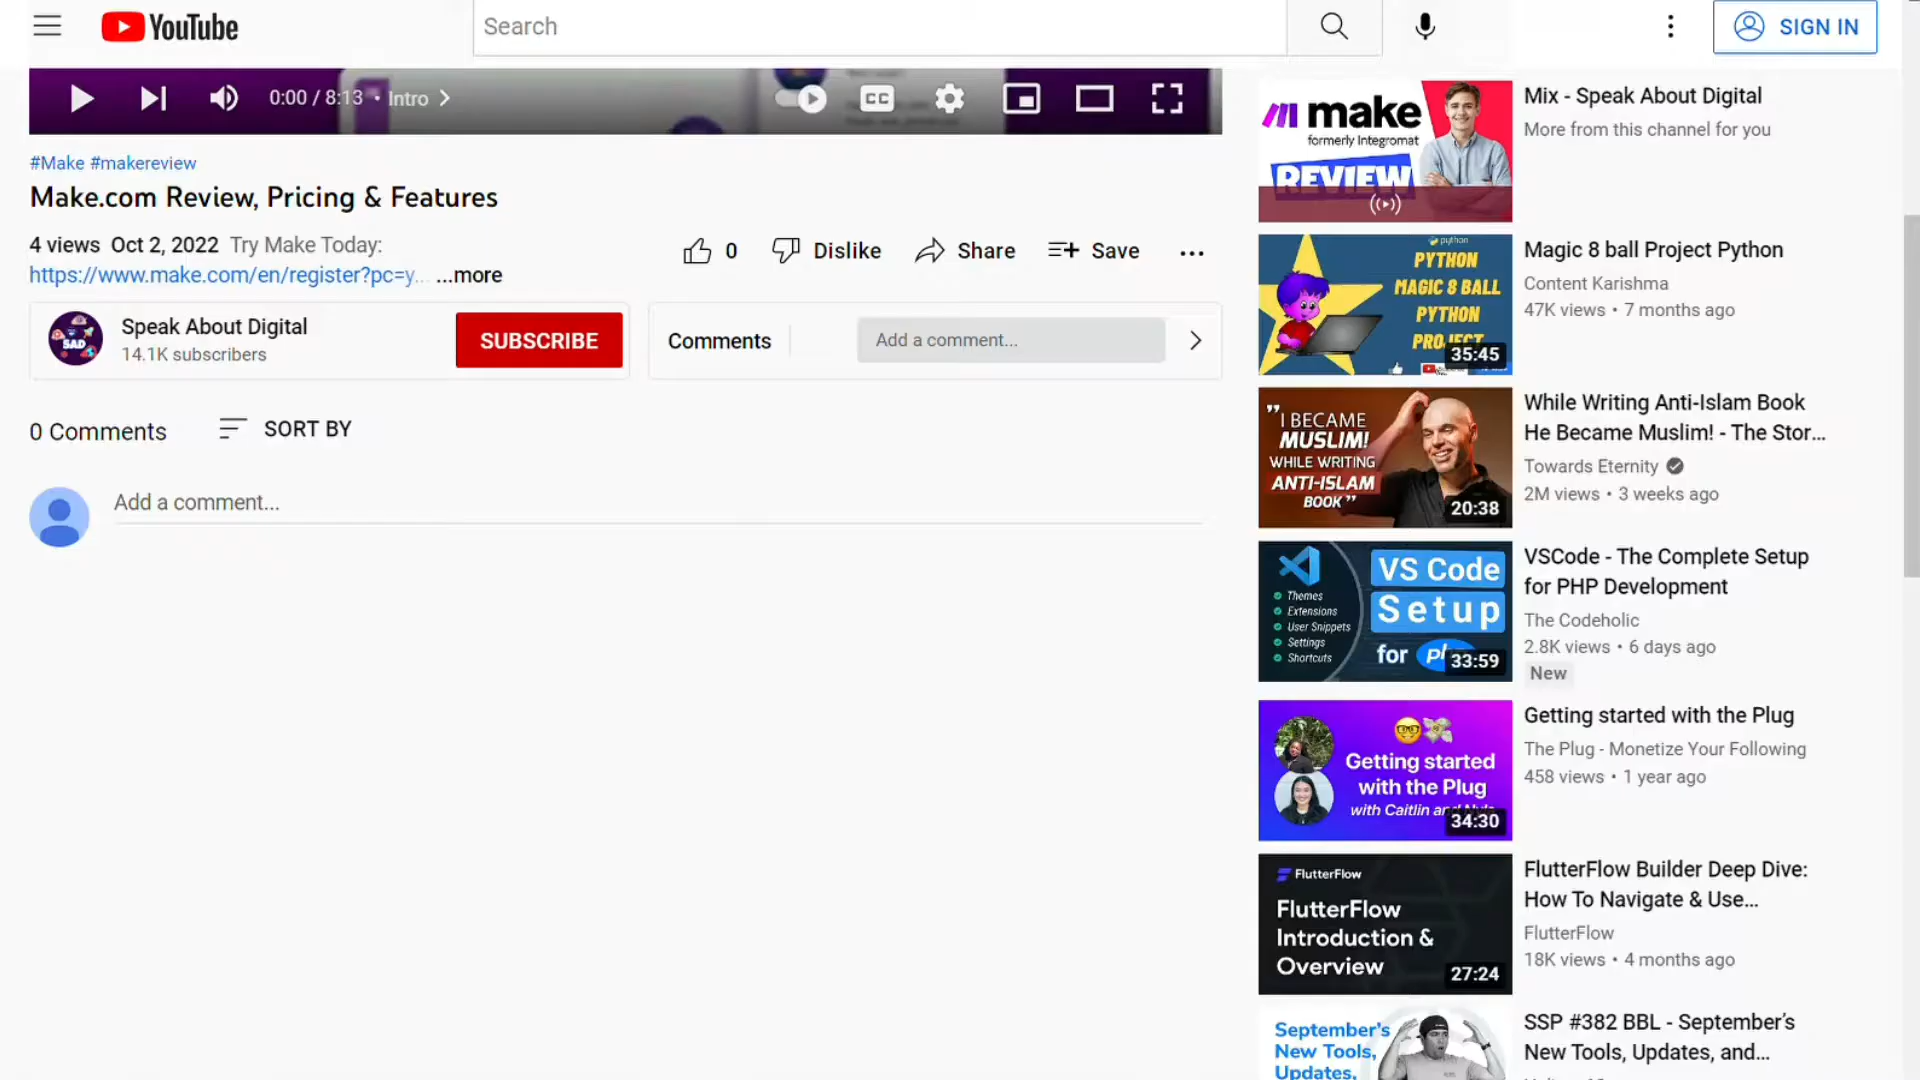 YouTube
Search
SIGN IN
0:00 / 8:13 • Intro
CC
#Make #makereview
Make.com Review, Pricing & Features
4 views Oct 2, 2022 Try Make Today:
https://www.make.com/en/register?pc=y... ...more
0
Dislike
Share
Save
SAD
Speak About Digital
14.1K subscribers
SUBSCRIBE
Comments
Add a comment...
0 Comments
SORT BY
Add a comment...
make
formerly Integromat
REVIEW
Mix - Speak About Digital
More from this channel for you
python
PYTHON
MAGIC 8 BALL
PYTHON
PROJECT
35:45
Magic 8 ball Project Python
Content Karishma
47K views • 7 months ago
"I BECAME
MUSLIM!
WHILE WRITING
ANTI-ISLAM
BOOK"
20:38
While Writing Anti-Islam Book
He Became Muslim! - The Stor...
Towards Eternity
2M views • 3 weeks ago
VS Code
Setup
for
Themes
Extensions
User Snippets
Settings
Shortcuts
33:59
VSCode - The Complete Setup
for PHP Development
The Codeholic
2.8K views • 6 days ago
New
Getting started
with the Plug
with Caitlin
34:30
Getting started with the Plug
The Plug - Monetize Your Following
458 views • 1 year ago
FlutterFlow
FlutterFlow
Introduction &
Overview
27:24
FlutterFlow Builder Deep Dive:
How To Navigate & Use...
FlutterFlow
18K views • 4 months ago
September's
New Tools,
Updates,
SSP #382 BBL - September's
New Tools, Updates, and...